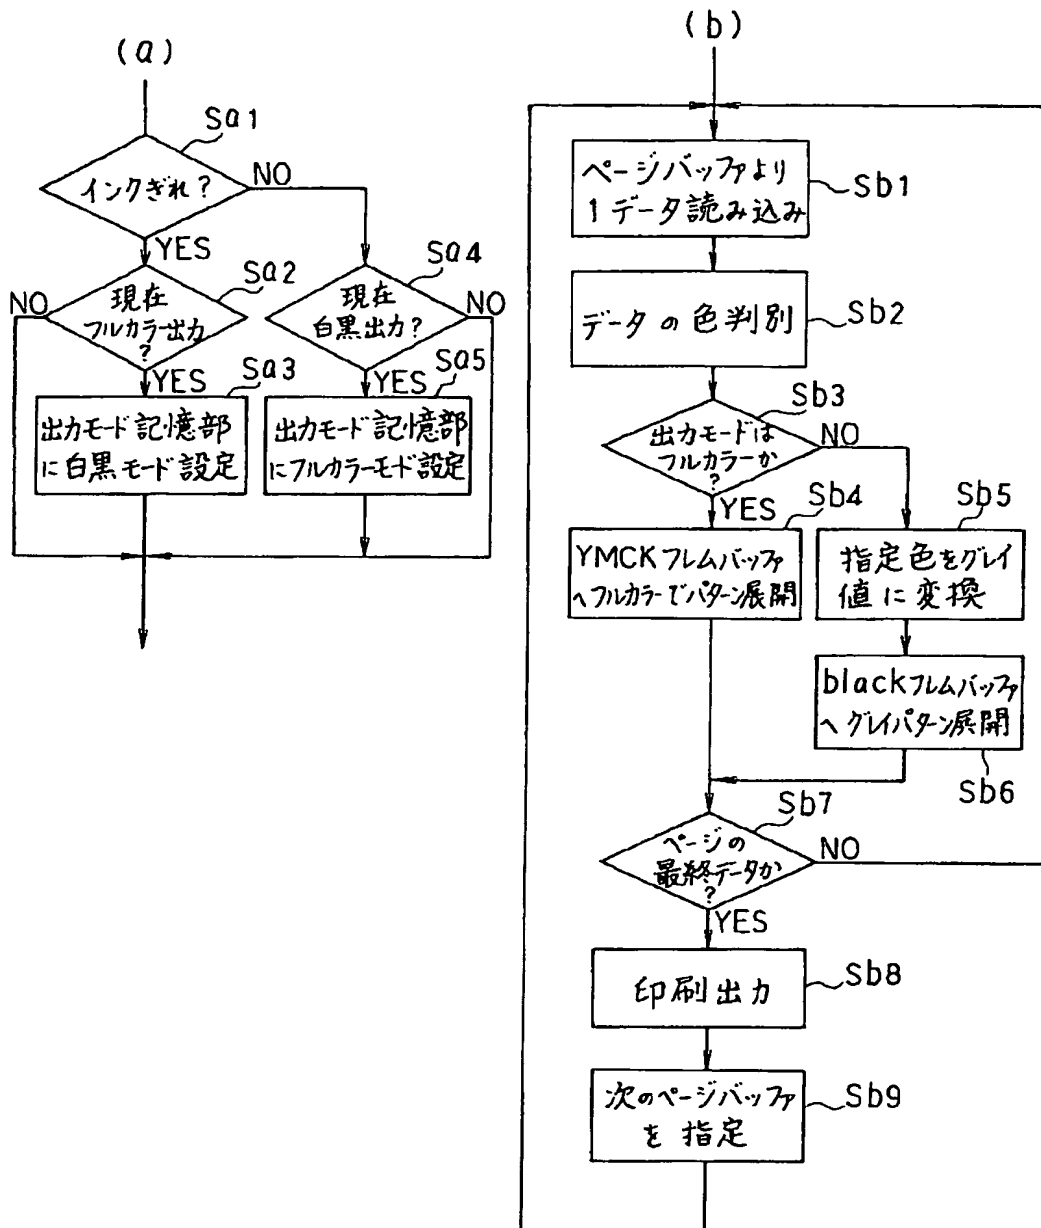 (a)
Sa1
インクぎれ?
NO
YES
Sa2
NO
現在
フルカラー出力
?
YES
Sa3
出力モード記憶部
に白黒モード設定
Sa4
現在
白黒出力?
NO
YES
Sa5
出力モード記憶部
にフルカラーモード設定
(b)
ページバッファより
1データ読み込み
Sb1
データの色判別
Sb2
Sb3
出力モードは
フルカラーか
?
NO
YES
Sb4
YMCKフレムバッファ
へフルカラーでパターン展開
Sb5
指定色をグレイ
値に変換
blackフレムバッファ
へグレイパターン展開
Sb6
Sb7
ページの
最終データか
?
NO
YES
印刷出力
Sb8
次のページバッファ
を指定
Sb9